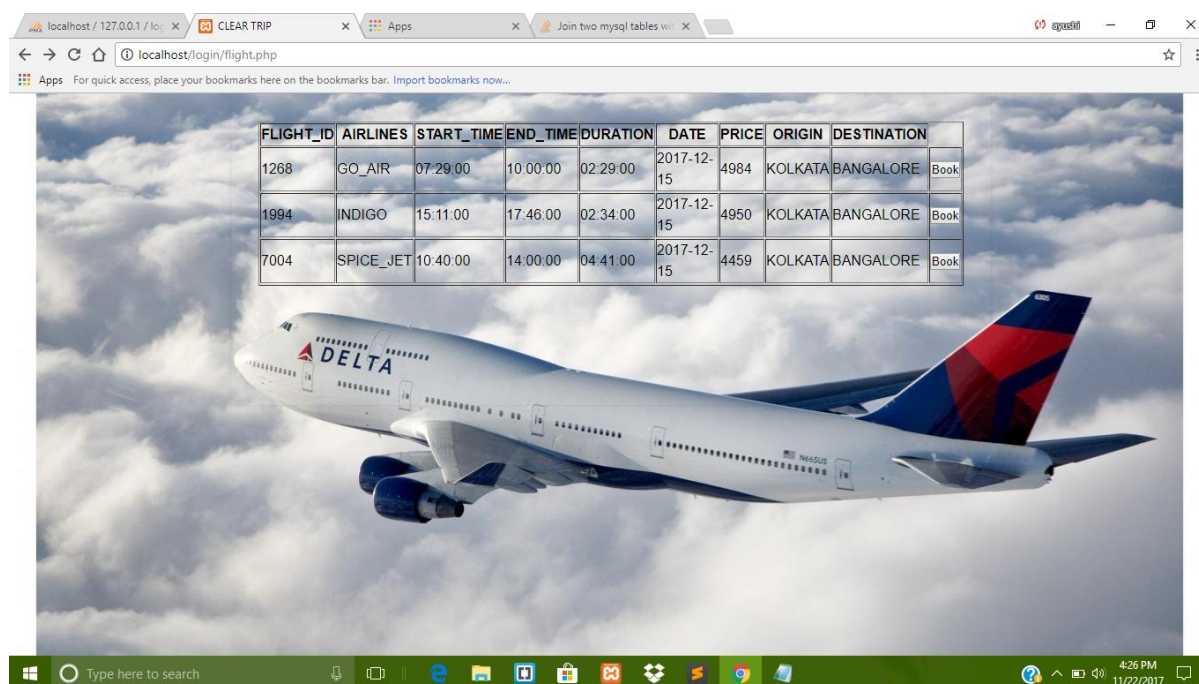 localhost / 127.0.0.1 / log
CLEAR TRIP
Apps
Join two mysql tables wit
ayushi
localhost/login/flight.php
Apps For quick access, place your bookmarks here on the bookmarks bar. Import bookmarks now...
FLIGHT_ID AIRLINES START_TIME END_TIME DURATION DATE PRICE ORIGIN DESTINATION
1268 GO_AIR 07:29:00 10:00:00 02:29:00 2017-12-15 4984 KOLKATA BANGALORE Book
1994 INDIGO 15:11:00 17:46:00 02:34:00 2017-12-15 4950 KOLKATA BANGALORE Book
7004 SPICE_JET 10:40:00 14:00:00 04:41:00 2017-12-15 4459 KOLKATA BANGALORE Book
DELTA
N665US
Type here to search
4:26 PM
11/22/2017